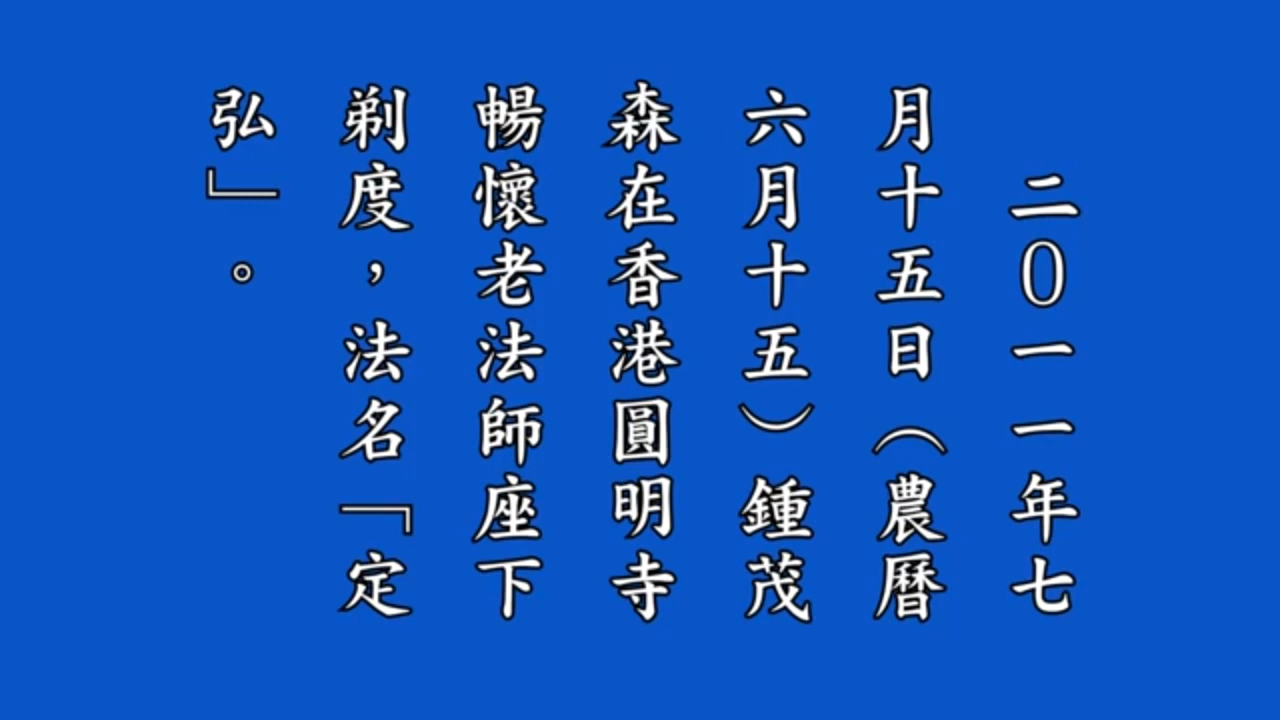 二０一一年七
月十五日（農曆
六月十五）鍾茂
森在香港圓明寺
暢懷老法師座下
剃度，法名「定
弘」。